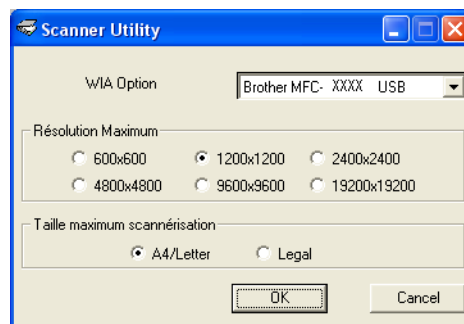 Scanner Utility
WIA Option Brother MFC- XXXX USB
Résolution Maximum
600x600 1200x1200 2400x2400
4800x4800 9600x9600 19200x19200
Taille maximum scannérisation
A4/Letter Legal
OK Cancel